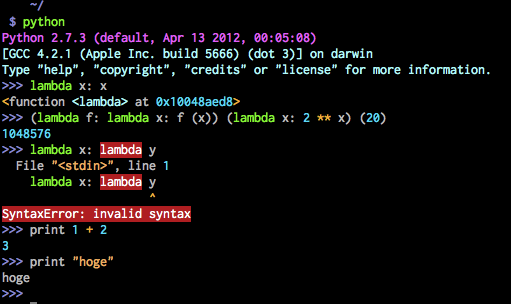 ~/
$ python
Python 2.7.3 (default, Apr 13 2012, 00:05:08)
[GCC 4.2.1 (Apple Inc. build 5666) (dot 3)] on darwin
Type "help", "copyright", "credits" or "license" for more information.
>>> lambda x: x
<function <lambda> at 0x10048aed8>
>>> (lambda f: lambda x: f (x)) (lambda x: 2 ** x) (20)
1048576
>>> lambda x: lambda y
  File "<stdin>", line 1
    lambda x: lambda y
                     ^
SyntaxError: invalid syntax
>>> print 1 + 2
3
>>> print "hoge"
hoge
>>>